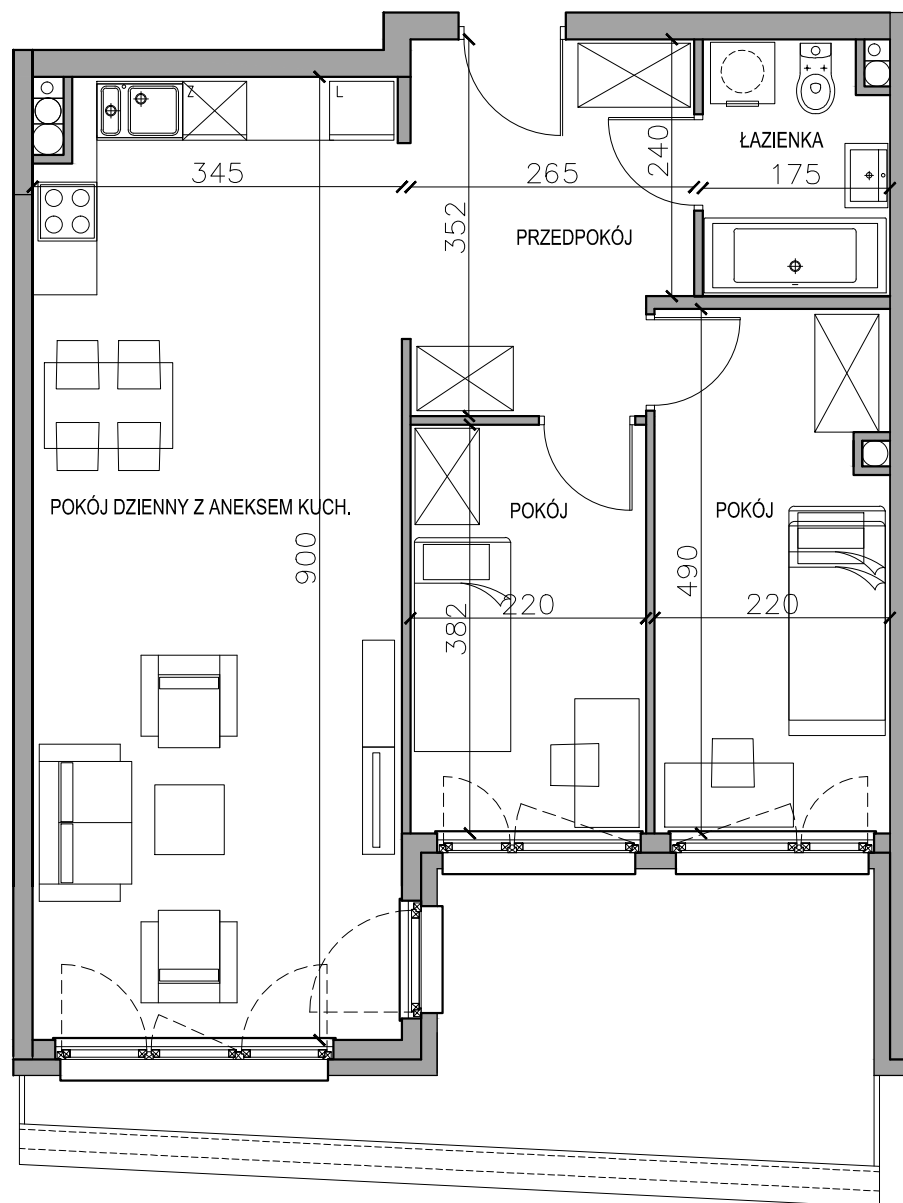 Z
L
ŁAZIENKA
240
345
265
175
352
PRZEDPOKÓJ
POKÓJ DZIENNY Z ANEKSEM KUCH.
POKÓJ
POKÓJ
900
490
220
220
382